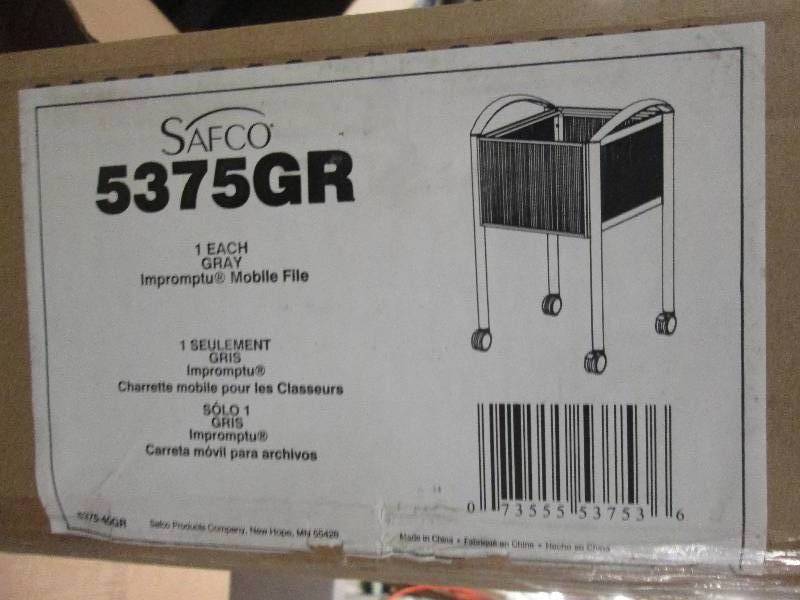 SAFCO
5375GR
1 EACH
GRAY
Impromptu® Mobile File
1 SEULEMENT
GRIS
Impromptu®
Charrette mobile pour les Classeurs
SÓLO 1
GRIS
Impromptu®
Carreta móvil para archivos
0 73555 53753 6
Safco Products Company, New Hope, MN 55428
Made in China • Fabriqué en Chine • Hecho en China